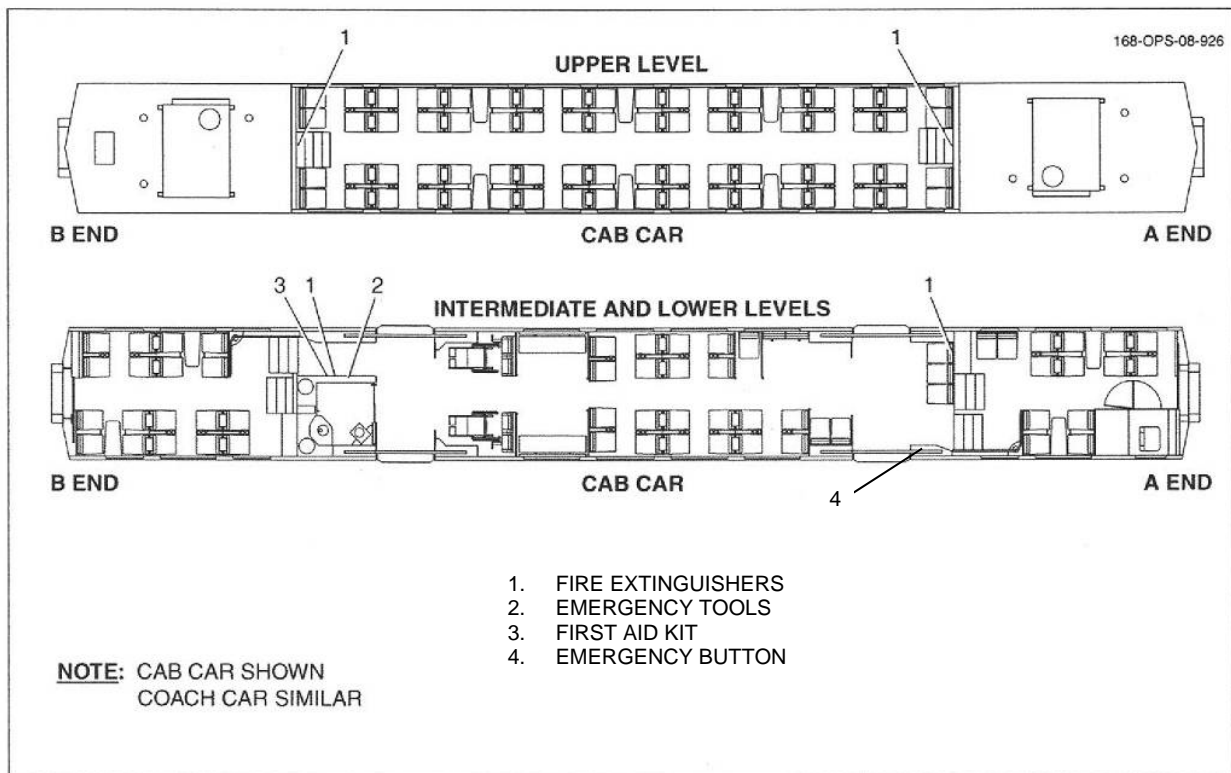 168-OPS-08-926
1 1
UPPER LEVEL
B END CAB CAR A END
3 1 2 1
INTERMEDIATE AND LOWER LEVELS
B END CAB CAR A END
4
1. FIRE EXTINGUISHERS
2. EMERGENCY TOOLS
3. FIRST AID KIT
4. EMERGENCY BUTTON
NOTE: CAB CAR SHOWN
COACH CAR SIMILAR